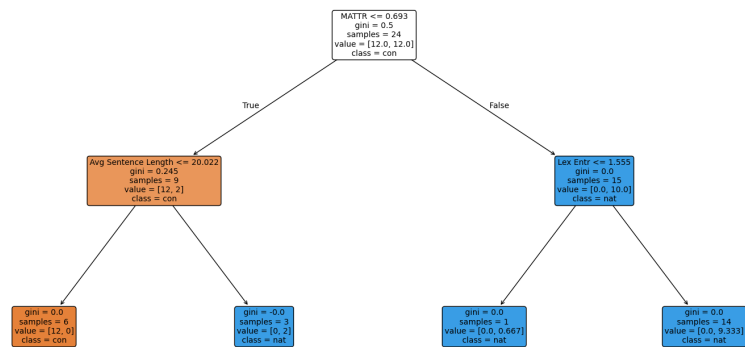 MATTR <= 0.693
gini = 0.5
samples = 24
value = [12.0, 12.0]
class = con
True
False
Avg Sentence Length <= 20.022
gini = 0.245
samples = 9
value = [12, 2]
class = con
Lex Entr <= 1.555
gini = 0.0
samples = 15
value = [0.0, 10.0]
class = nat
gini = 0.0
samples = 6
value = [12, 0]
class = con
gini = -0.0
samples = 3
value = [0, 2]
class = nat
gini = 0.0
samples = 1
value = [0.0, 0.667]
class = nat
gini = 0.0
samples = 14
value = [0.0, 9.333]
class = nat